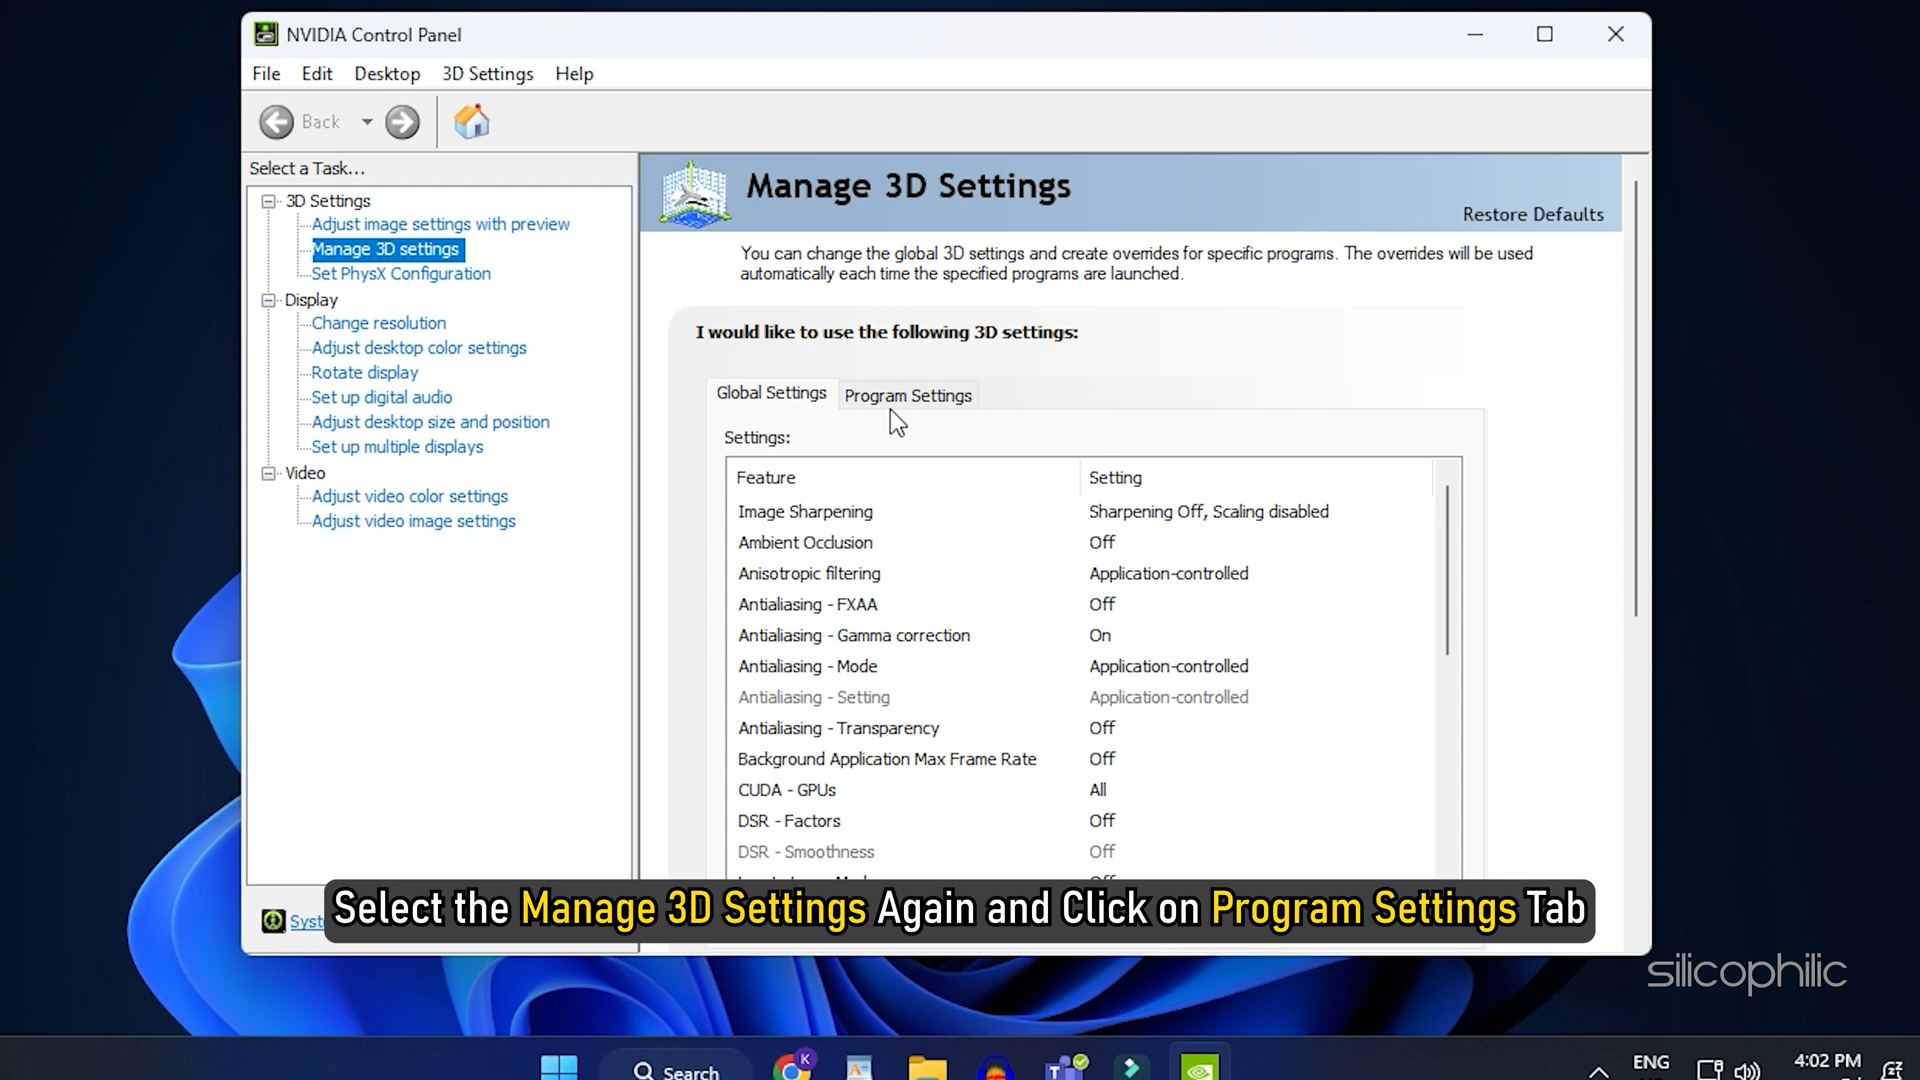 NVIDIA Control Panel
File Edit Desktop 3D Settings Help
Back
Select a Task...
3D Settings
Adjust image settings with preview
Manage 3D settings
Set PhysX Configuration
Display
Change resolution
Adjust desktop color settings
Rotate display
Set up digital audio
Adjust desktop size and position
Set up multiple displays
Video
Adjust video color settings
Adjust video image settings
Manage 3D Settings
Restore Defaults
You can change the global 3D settings and create overrides for specific programs. The overrides will be used
automatically each time the specified programs are launched.
I would like to use the following 3D settings:
Global Settings Program Settings
Settings:
Feature Setting
Image Sharpening Sharpening Off, Scaling disabled
Ambient Occlusion Off
Anisotropic filtering Application-controlled
Antialiasing - FXAA Off
Antialiasing - Gamma correction On
Antialiasing - Mode Application-controlled
Antialiasing - Setting Application-controlled
Antialiasing - Transparency Off
Background Application Max Frame Rate Off
CUDA - GPUs All
DSR - Factors Off
DSR - Smoothness Off
Select the Manage 3D Settings Again and Click on Program Settings Tab
silicophilic
Search
K
ENG
4:02 PM